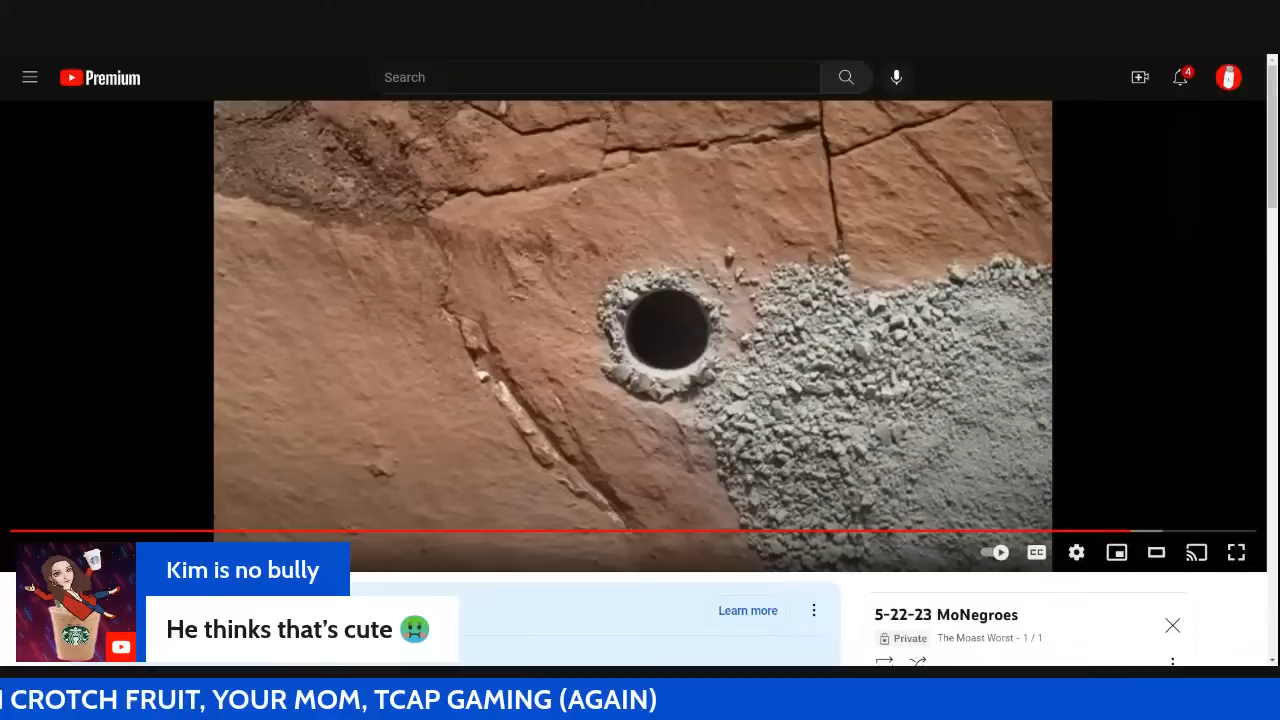 Premium
Search
4
CC
Learn more
5-22-23 MoNegroes
Private The Moast Worst - 1 / 1
Kim is no bully
He thinks that's cute 🤢
CROTCH FRUIT, YOUR MOM, TCAP GAMING (AGAIN)